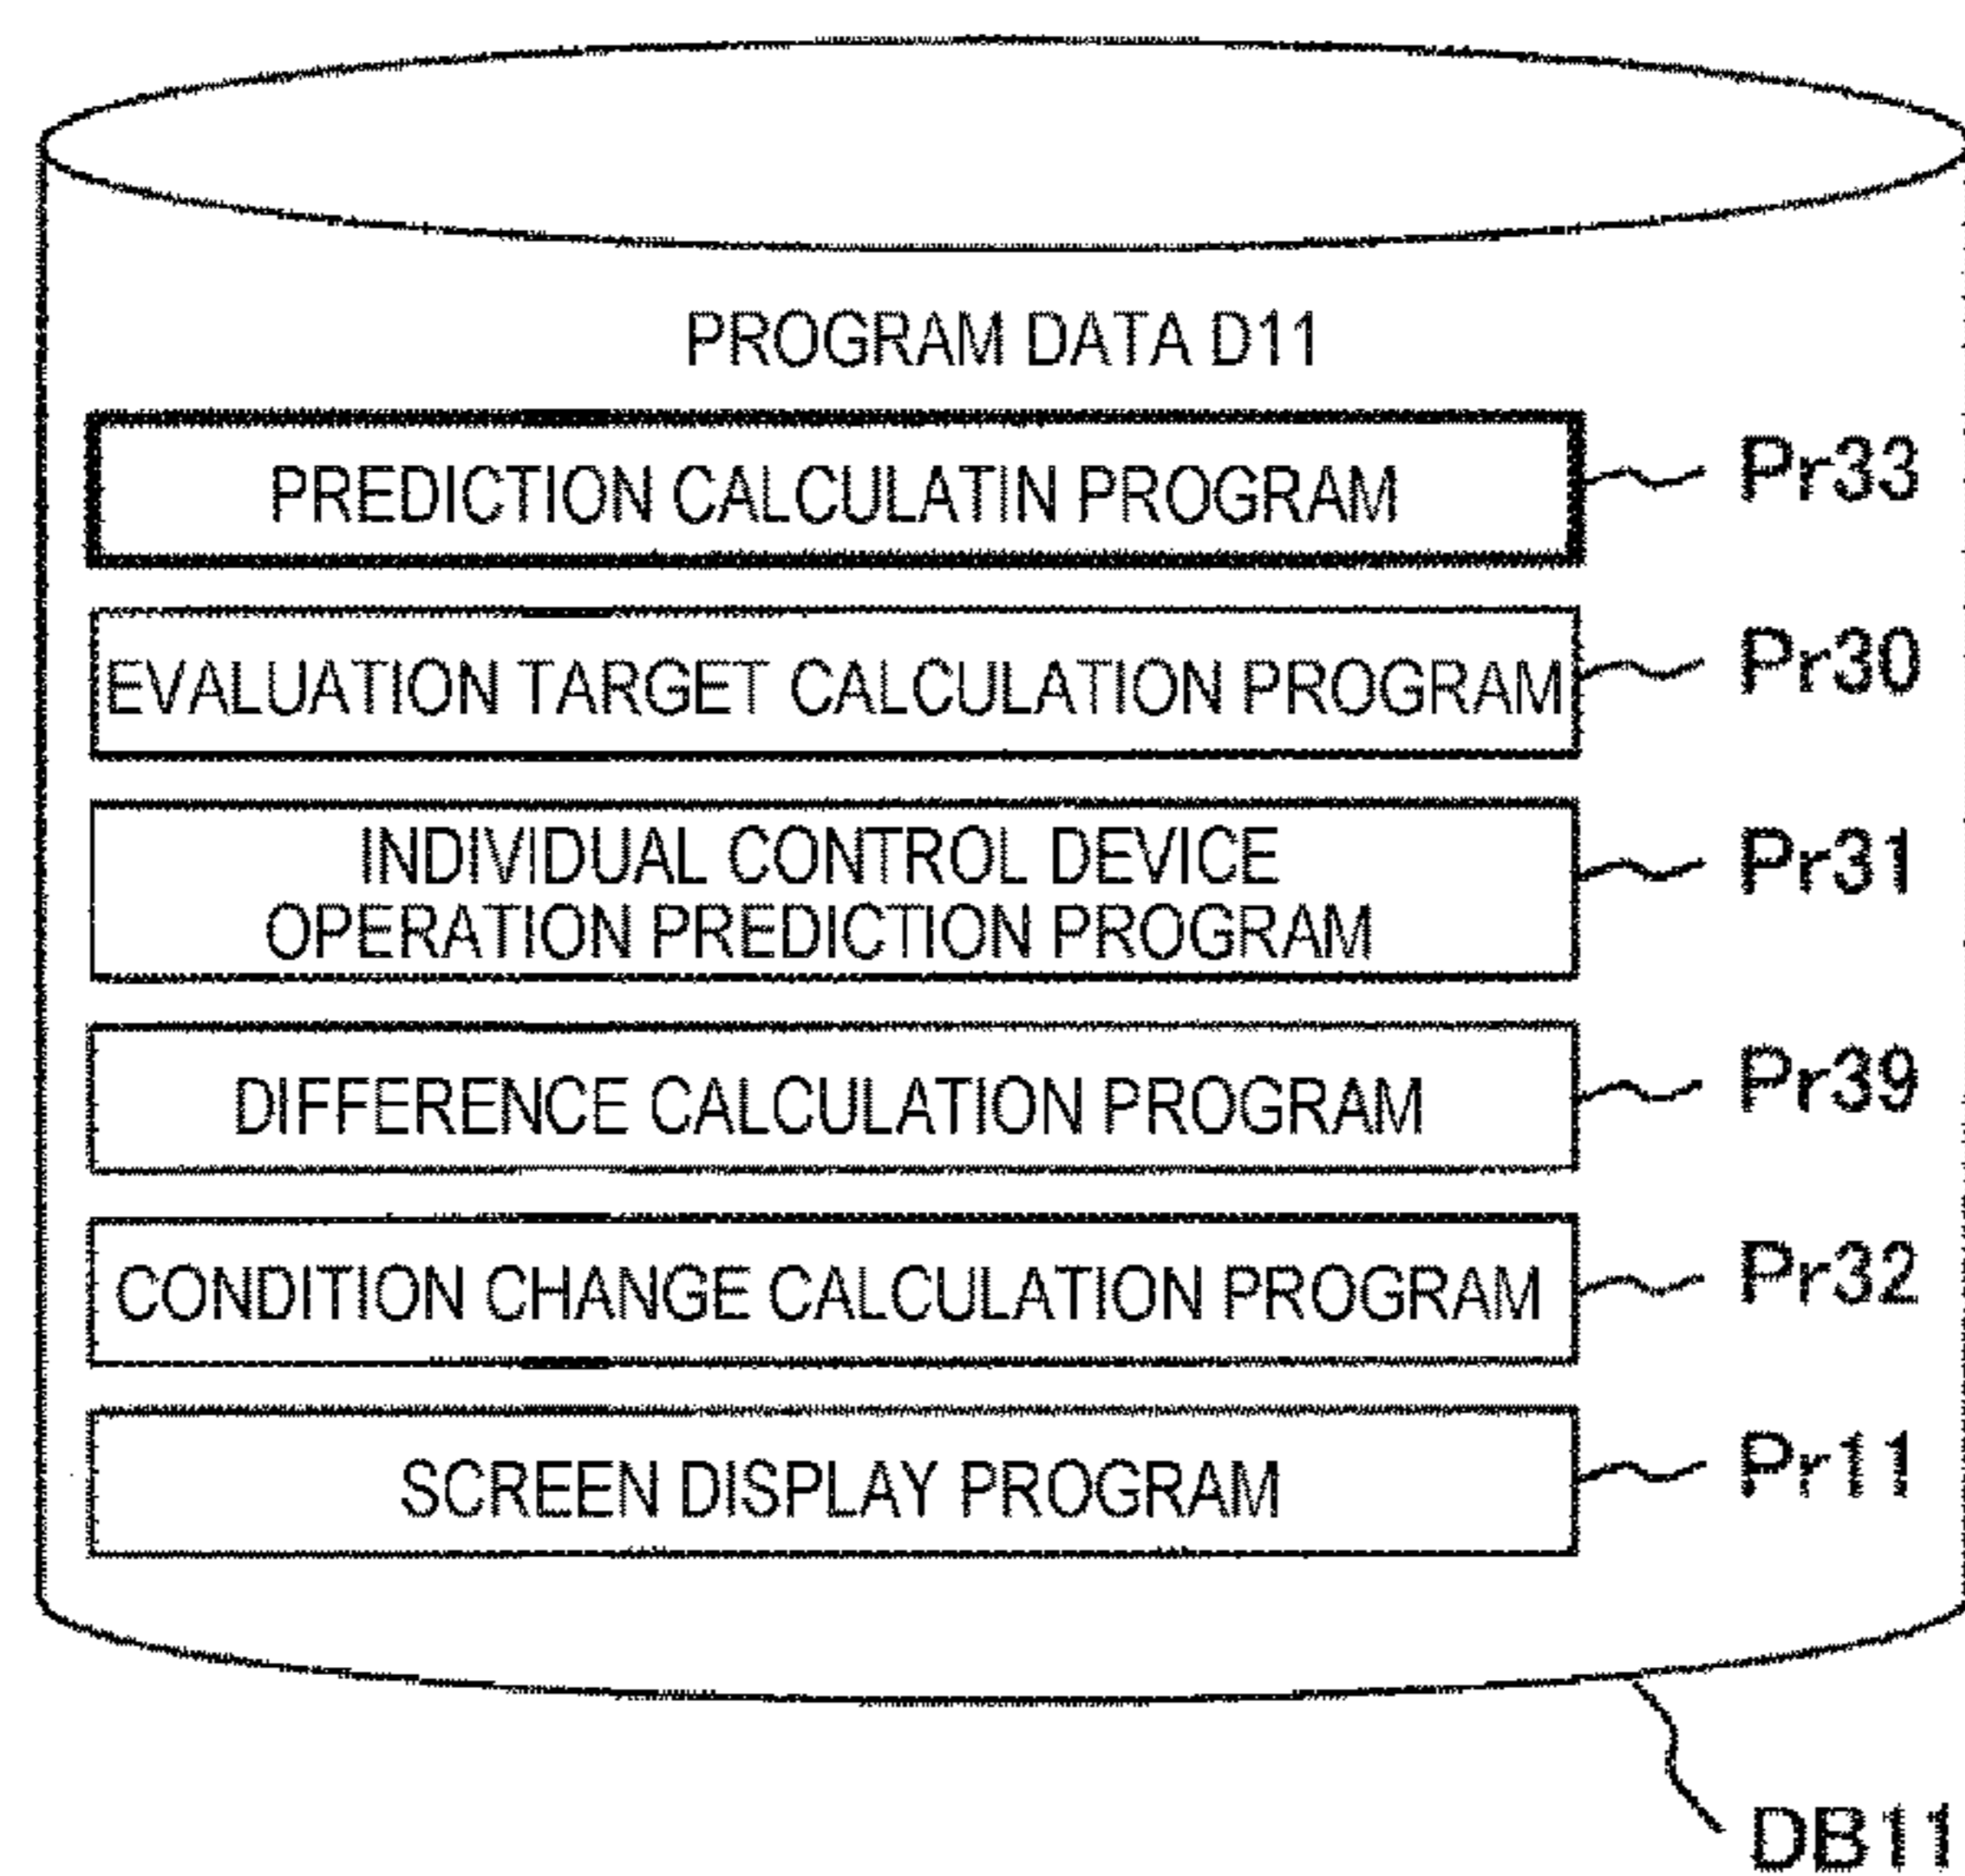 PROGRAM DATA D11
PREDICTION CALCULATIN PROGRAM Pr33
EVALUATION TARGET CALCULATION PROGRAM Pr30
INDIVIDUAL CONTROL DEVICE
OPERATION PREDICTION PROGRAM Pr31
DIFFERENCE CALCULATION PROGRAM Pr39
CONDITION CHANGE CALCULATION PROGRAM Pr32
SCREEN DISPLAY PROGRAM Pr11
DB11